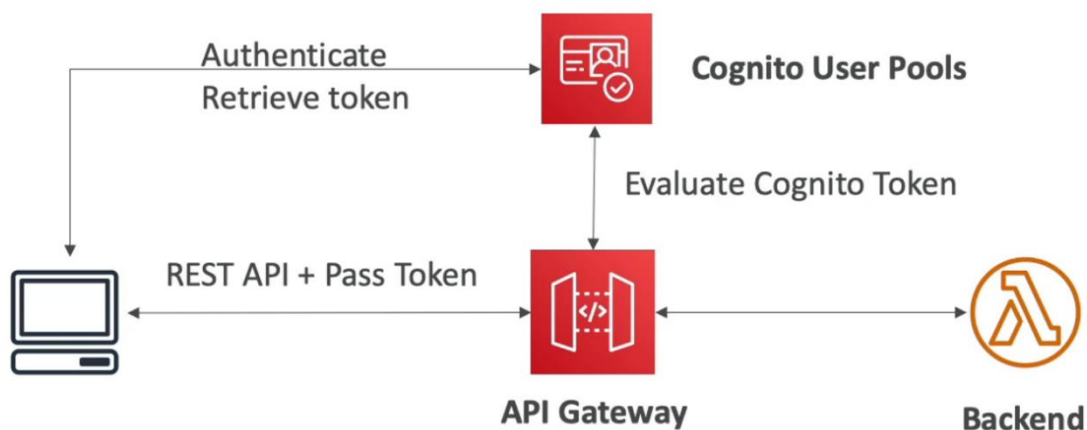 Authenticate
Retrieve token
Cognito User Pools
Evaluate Cognito Token
REST API + Pass Token
</>
API Gateway
Backend